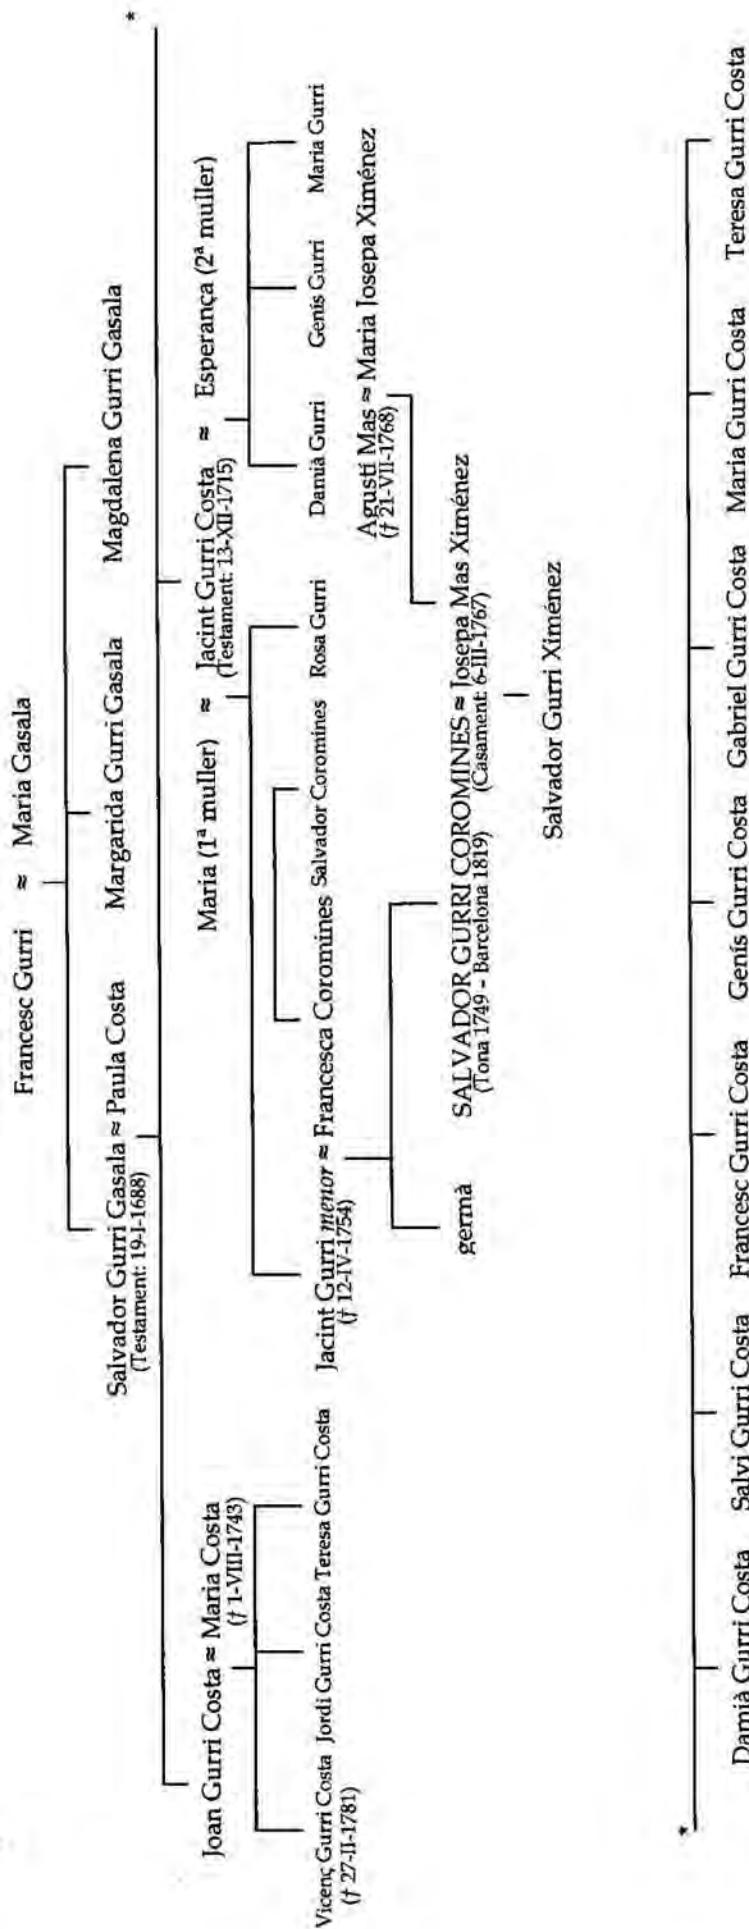 Francesc Gurri ≈ Maria Gasala
Salvador Gurri Gasala ≈ Paula Costa Margarida Gurri Gasala Magdalena Gurri Gasala
(Testament: 19-I-1688)
*
Joan Gurri Costa ≈ Maria Costa Maria (1ª muller) ≈ Jacint Gurri Costa ≈ Esperança (2ª muller)
(† 1-VIII-1743) (Testament: 13-XII-1715)
Vicenç Gurri Costa Jordi Gurri Costa Teresa Gurri Costa Jacint Gurri menor ≈ Francesca Coromines Salvador Coromines Rosa Gurri Damià Gurri Genís Gurri Maria Gurri
(† 27-II-1781) († 12-IV-1754)
Agustí Mas ≈ Maria Josepa Ximénez
(† 21-VII-1768)
germà SALVADOR GURRI COROMINES ≈ Josepa Mas Ximénez
(Tona 1749 - Barcelona 1819) (Casament: 6-III-1767)
Salvador Gurri Ximénez
*
Damià Gurri Costa Salvi Gurri Costa Francesc Gurri Costa Genís Gurri Costa Gabriel Gurri Costa Maria Gurri Costa Teresa Gurri Costa